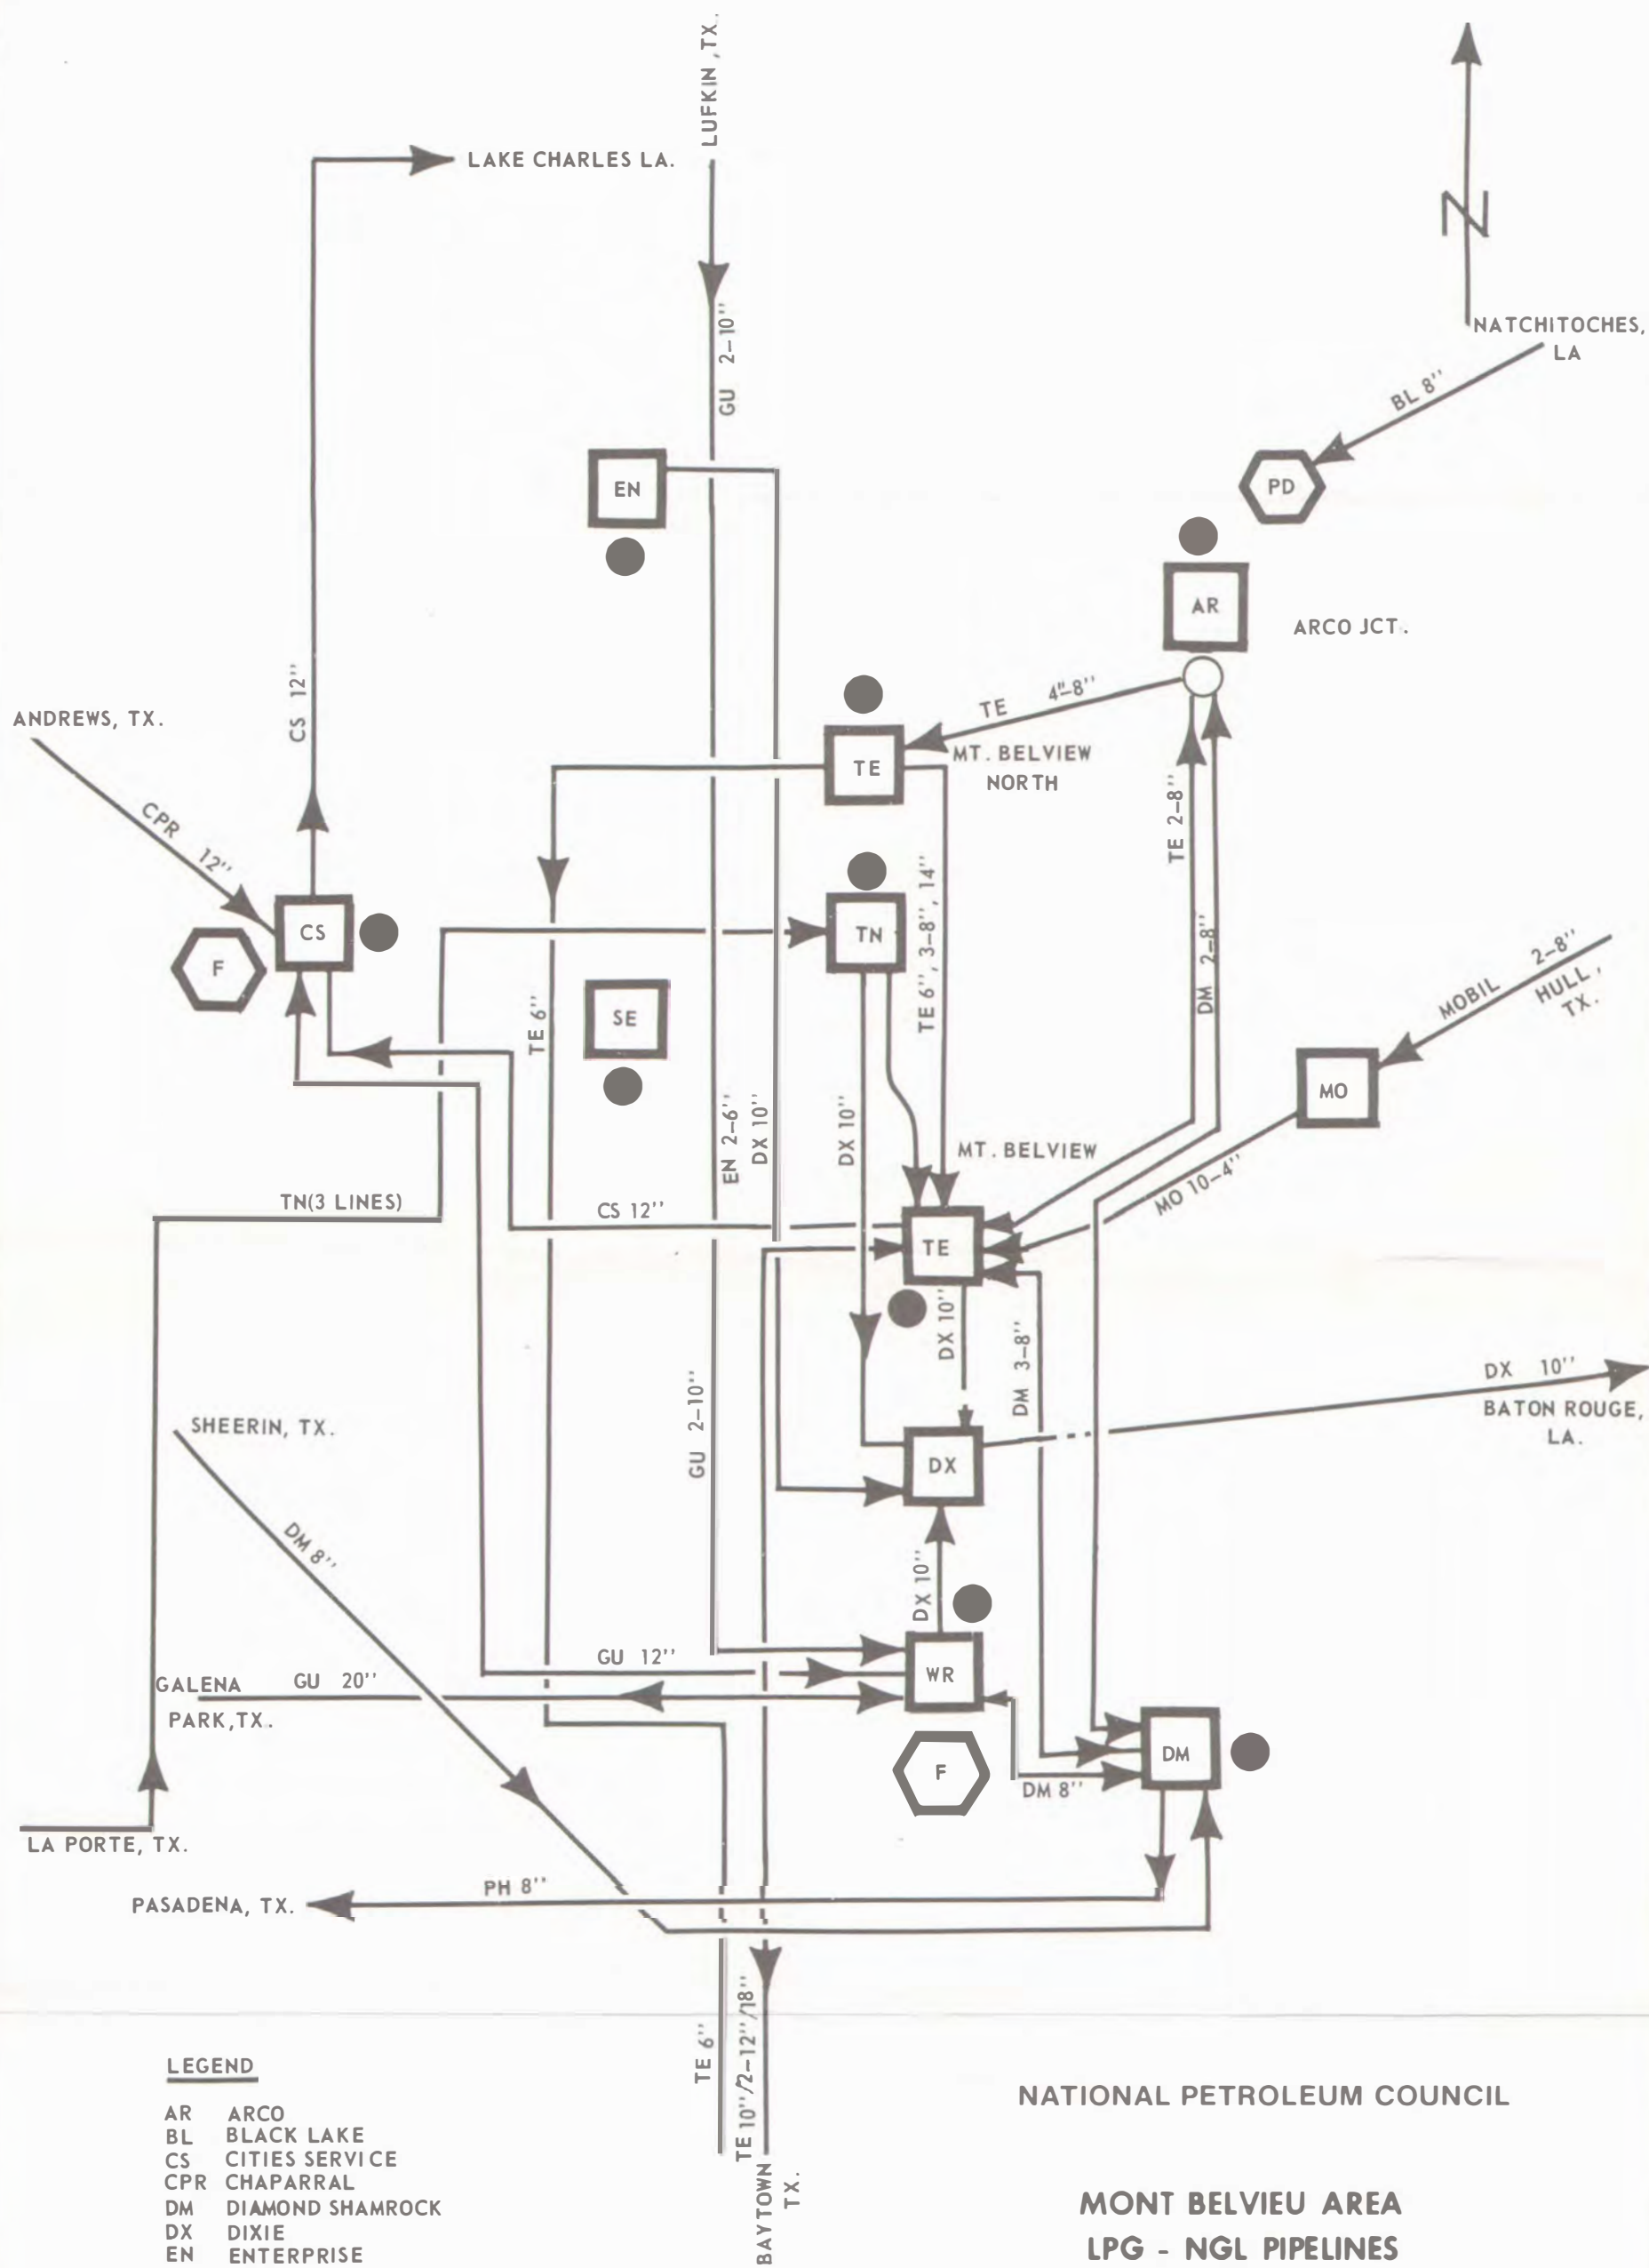 LUFKIN, TX.
LAKE CHARLES LA.
N
GU 2-10''
NATCHITOCHES,
LA
BL 8''
EN
PD
AR
ARCO JCT.
CS 12''
ANDREWS, TX.
TE 4"-8''
TE
MT. BELVIEW
NORTH
TE 2-8''
CPR 12''
CS
F
TN
TE 6'', 3-8'', 14''
DM 2-8''
MOBIL 2-8''
HULL,
TX.
SE
TE 6''
MO
EN 2-6''
DX 10''
DX 10''
MT. BELVIEW
MO 10-4''
TN(3 LINES)
CS 12''
TE
DX 10''
DM 3-8''
DX 10''
BATON ROUGE,
LA.
GU 2-10''
SHEERIN, TX.
DX
DM 8''
DX 10''
GU 12''
WR
GALENA
PARK, TX.
GU 20''
F
DM
DM 8''
LA PORTE, TX.
PH 8''
PASADENA, TX.
TE 6''
TE 10''/2-12''/18''
BAYTOWN
TX.
LEGEND
AR ARCO
BL BLACK LAKE
CS CITIES SERVICE
CPR CHAPARRAL
DM DIAMOND SHAMROCK
DX DIXIE
EN ENTERPRISE
NATIONAL PETROLEUM COUNCIL
MONT BELVIEU AREA
LPG - NGL PIPELINES